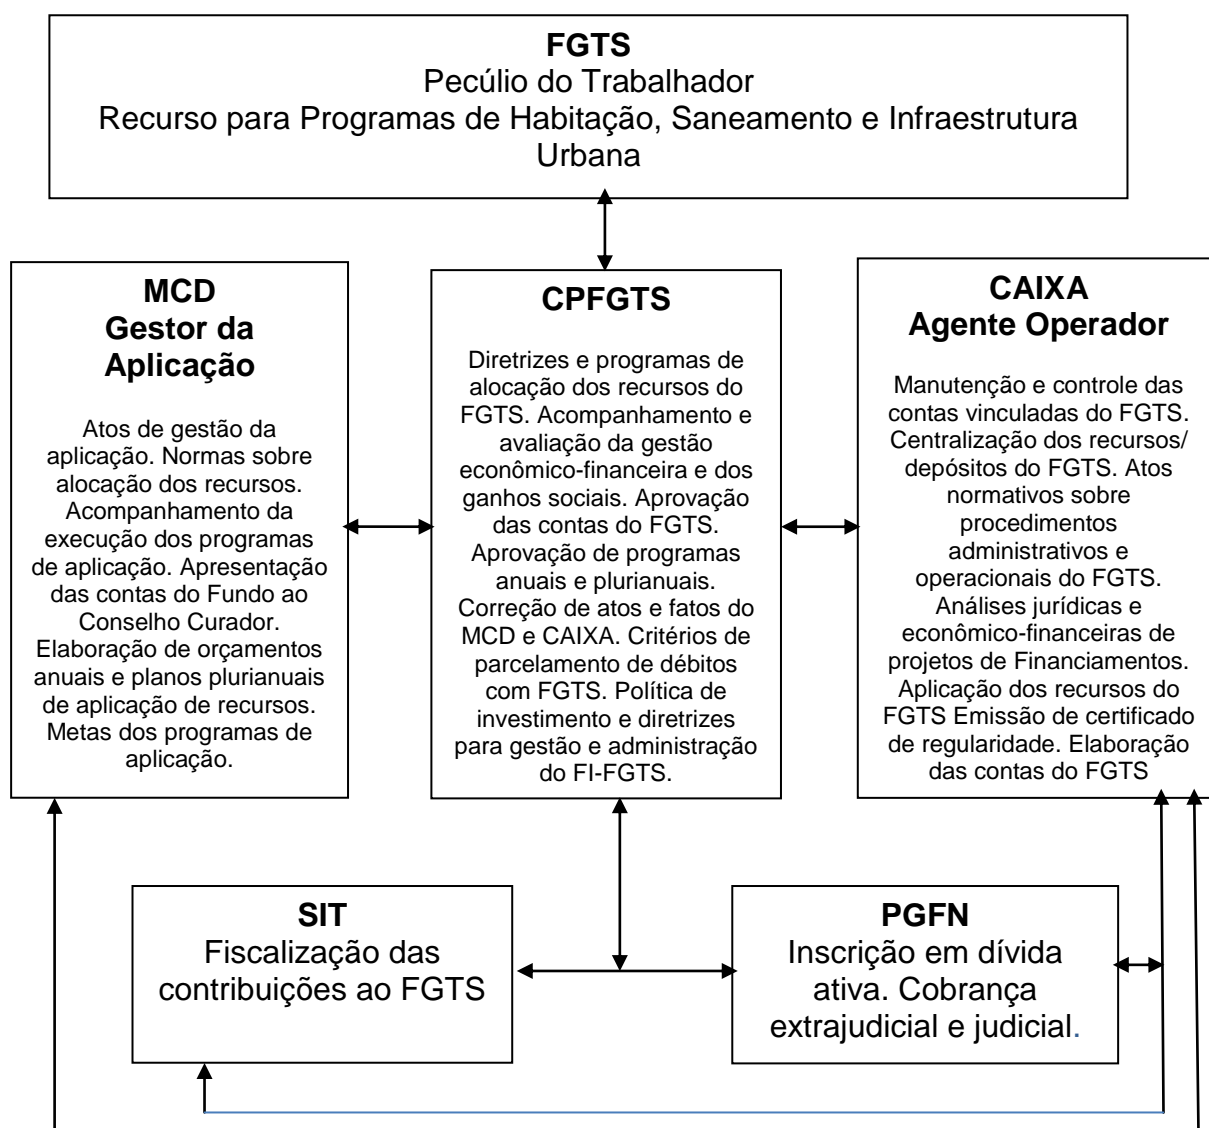 FGTS
Pecúlio do Trabalhador
Recurso para Programas de Habitação, Saneamento e Infraestrutura
Urbana
MCD
Gestor da
Aplicação
Atos de gestão da
aplicação. Normas sobre
alocação dos recursos.
Acompanhamento da
execução dos programas
de aplicação. Apresentação
das contas do Fundo ao
Conselho Curador.
Elaboração de orçamentos
anuais e planos plurianuais
de aplicação de recursos.
Metas dos programas de
aplicação.
CPFGTS
Diretrizes e programas de
alocação dos recursos do
FGTS. Acompanhamento e
avaliação da gestão
econômico-financeira e dos
ganhos sociais. Aprovação
das contas do FGTS.
Aprovação de programas
anuais e plurianuais.
Correção de atos e fatos do
MCD e CAIXA. Critérios de
parcelamento de débitos
com FGTS. Política de
investimento e diretrizes
para gestão e administração
do FI-FGTS.
CAIXA
Agente Operador
Manutenção e controle das
contas vinculadas do FGTS.
Centralização dos recursos/
depósitos do FGTS. Atos
normativos sobre
procedimentos
administrativos e
operacionais do FGTS.
Análises jurídicas e
econômico-financeiras de
projetos de Financiamentos.
Aplicação dos recursos do
FGTS Emissão de certificado
de regularidade. Elaboração
das contas do FGTS
SIT
Fiscalização das
contribuições ao FGTS
PGFN
Inscrição em dívida
ativa. Cobrança
extrajudicial e judicial.